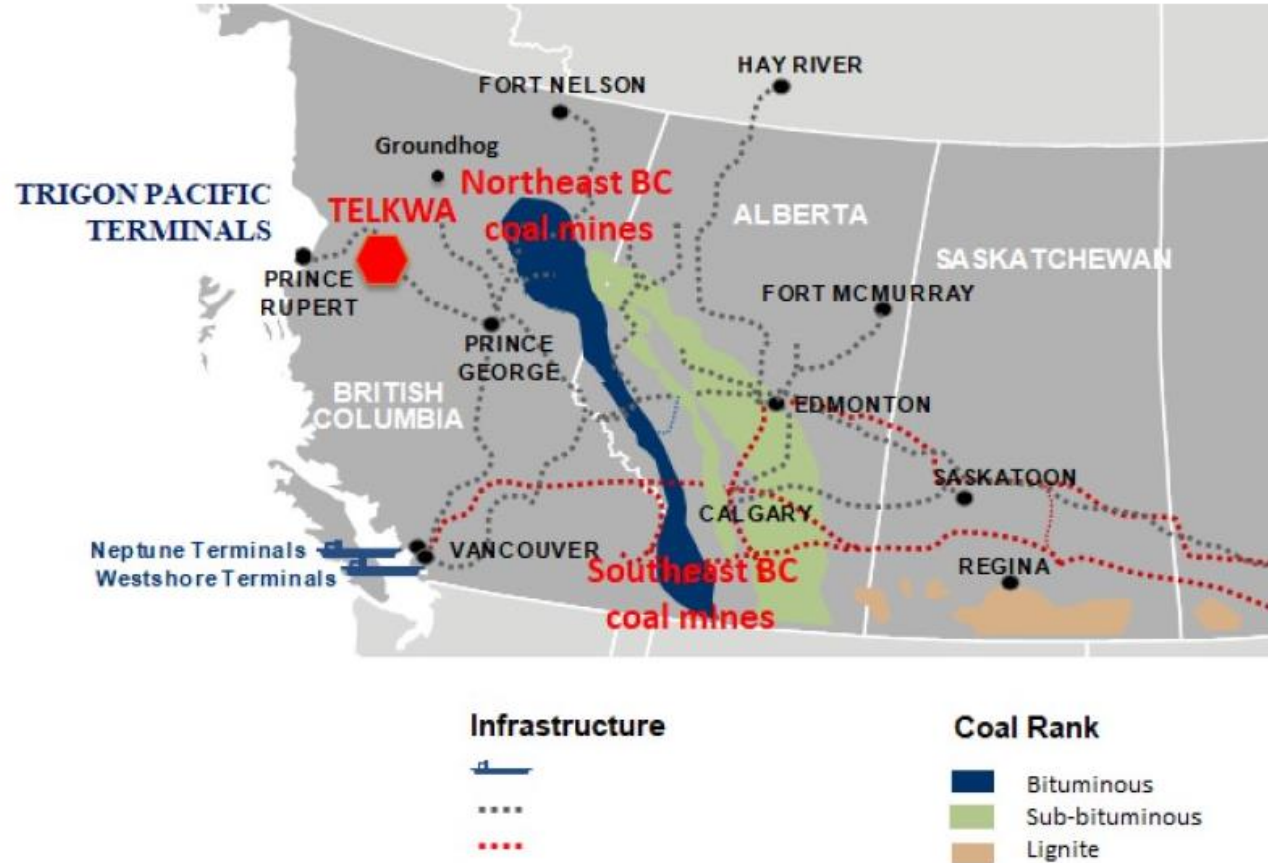 HAY RIVER
FORT NELSON
Groundhog
Northeast BC
coal mines
TRIGON PACIFIC
TERMINALS
TELKWA
ALBERTA
SASKATCHEWAN
PRINCE
RUPERT
FORT MCMURRAY
PRINCE
GEORGE
BRITISH
COLUMBIA
EDMONTON
SASKATOON
CALGARY
Neptune Terminals
Westshore Terminals
VANCOUVER
Southeast BC
coal mines
REGINA
Infrastructure
Coal Rank
Bituminous
Sub-bituminous
Lignite